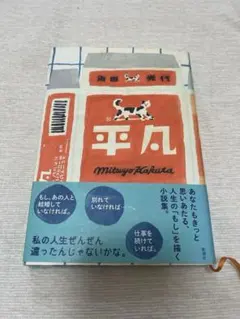 平凡
Mitsuyo Kakuta
あなたもきっと
思いあたる、
人生の「もし」を描く
小説集。
もし、あの人と
結婚して
いなければ。
別れて
いなければ。
仕事を
続けて
いれば。
私の人生ぜんぜん
違ったんじゃないかな。